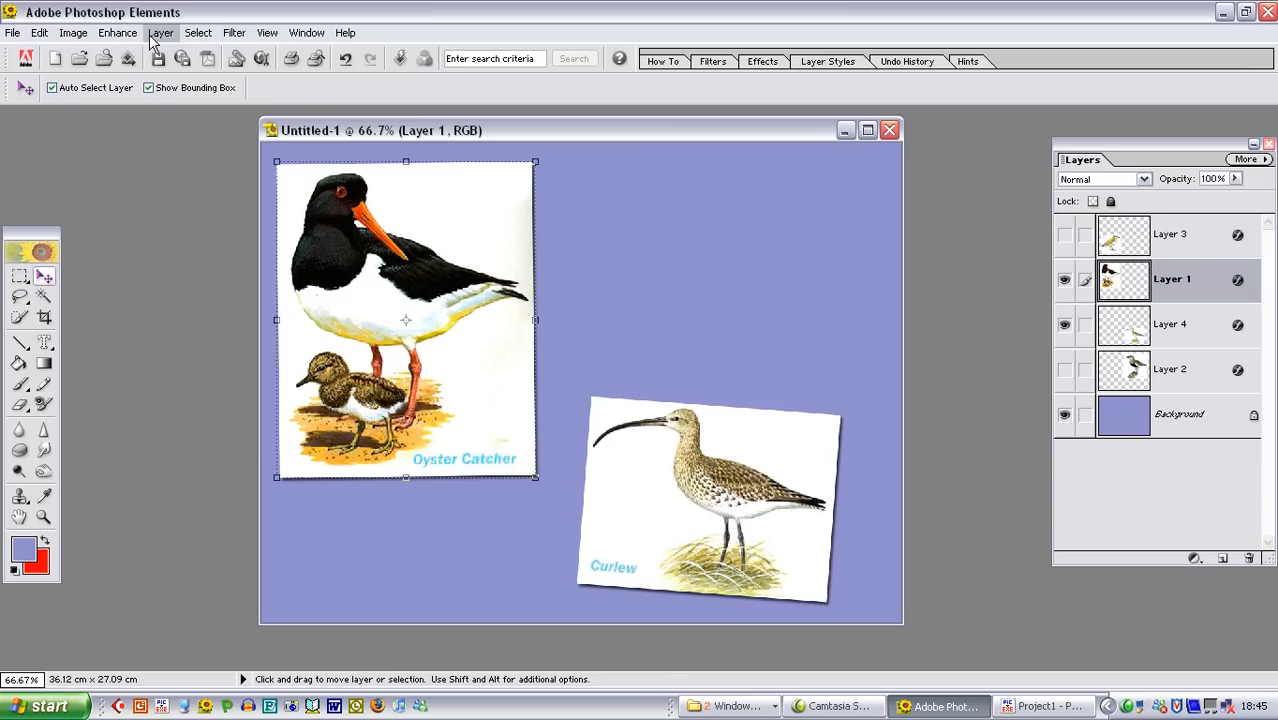 Adobe Photoshop Elements
File Edit Image Enhance Layer Select Filter View Window Help
Enter search criteria Search How To Filters Effects Layer Styles Undo History Hints
Auto Select Layer Show Bounding Box
Untitled-1 @ 66.7% (Layer 1, RGB)
Oyster Catcher
Curlew
Layers More
Normal Opacity: 100%
Lock:
Layer 3
Layer 1
Layer 4
Layer 2
Background
66.67% 36.12 cm x 27.09 cm Click and drag to move layer or selection. Use Shift and Alt for additional options.
start 2 Window... Camtasia S... Adobe Phot... Project1 - P... 18:45